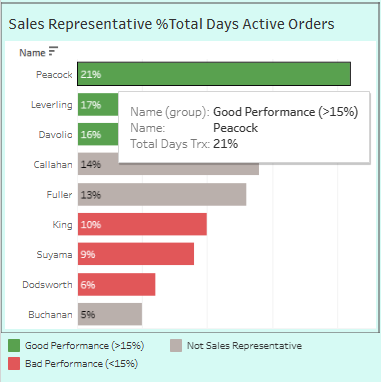 Sales Representative %Total Days Active Orders
Name
Peacock 21%
Leverling 17%
Davolio 16%
Callahan 14%
Fuller 13%
King 10%
Suyama 9%
Dodsworth 6%
Buchanan 5%
Name (group): Good Performance (>15%)
Name: Peacock
Total Days Trx: 21%
Good Performance (>15%) Not Sales Representative
Bad Performance (<15%)